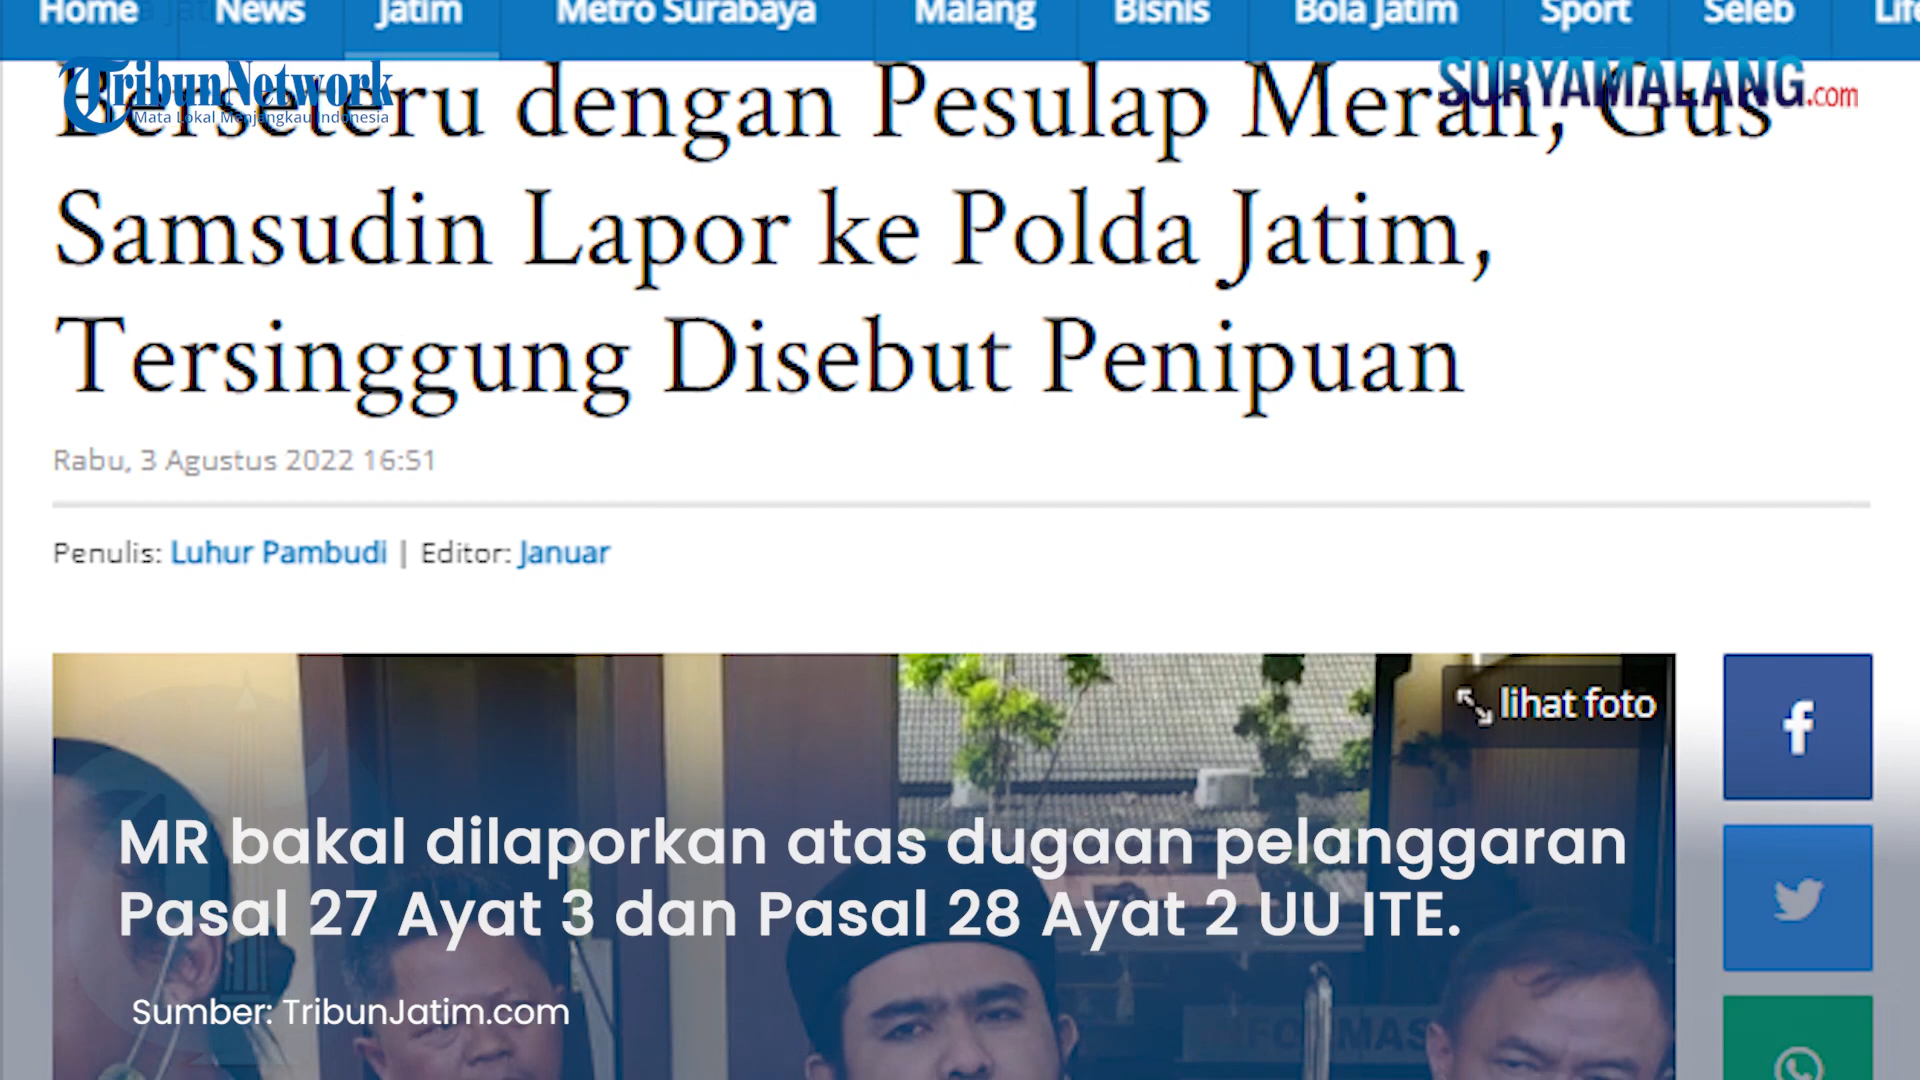 Home
News
Jatim
Metro Surabaya
Malang
Bisnis
Bola Jatim
Sport
Seleb
TribunNetwork
Mata Lokal Menjangkau Indonesia
SURYAMALANG.com
Berseteru dengan Pesulap Merah, Gus
Samsudin Lapor ke Polda Jatim,
Tersinggung Disebut Penipuan
Rabu, 3 Agustus 2022 16:51
Penulis: Luhur Pambudi | Editor: Januar
lihat foto
MR bakal dilaporkan atas dugaan pelanggaran
Pasal 27 Ayat 3 dan Pasal 28 Ayat 2 UU ITE.
Sumber: TribunJatim.com